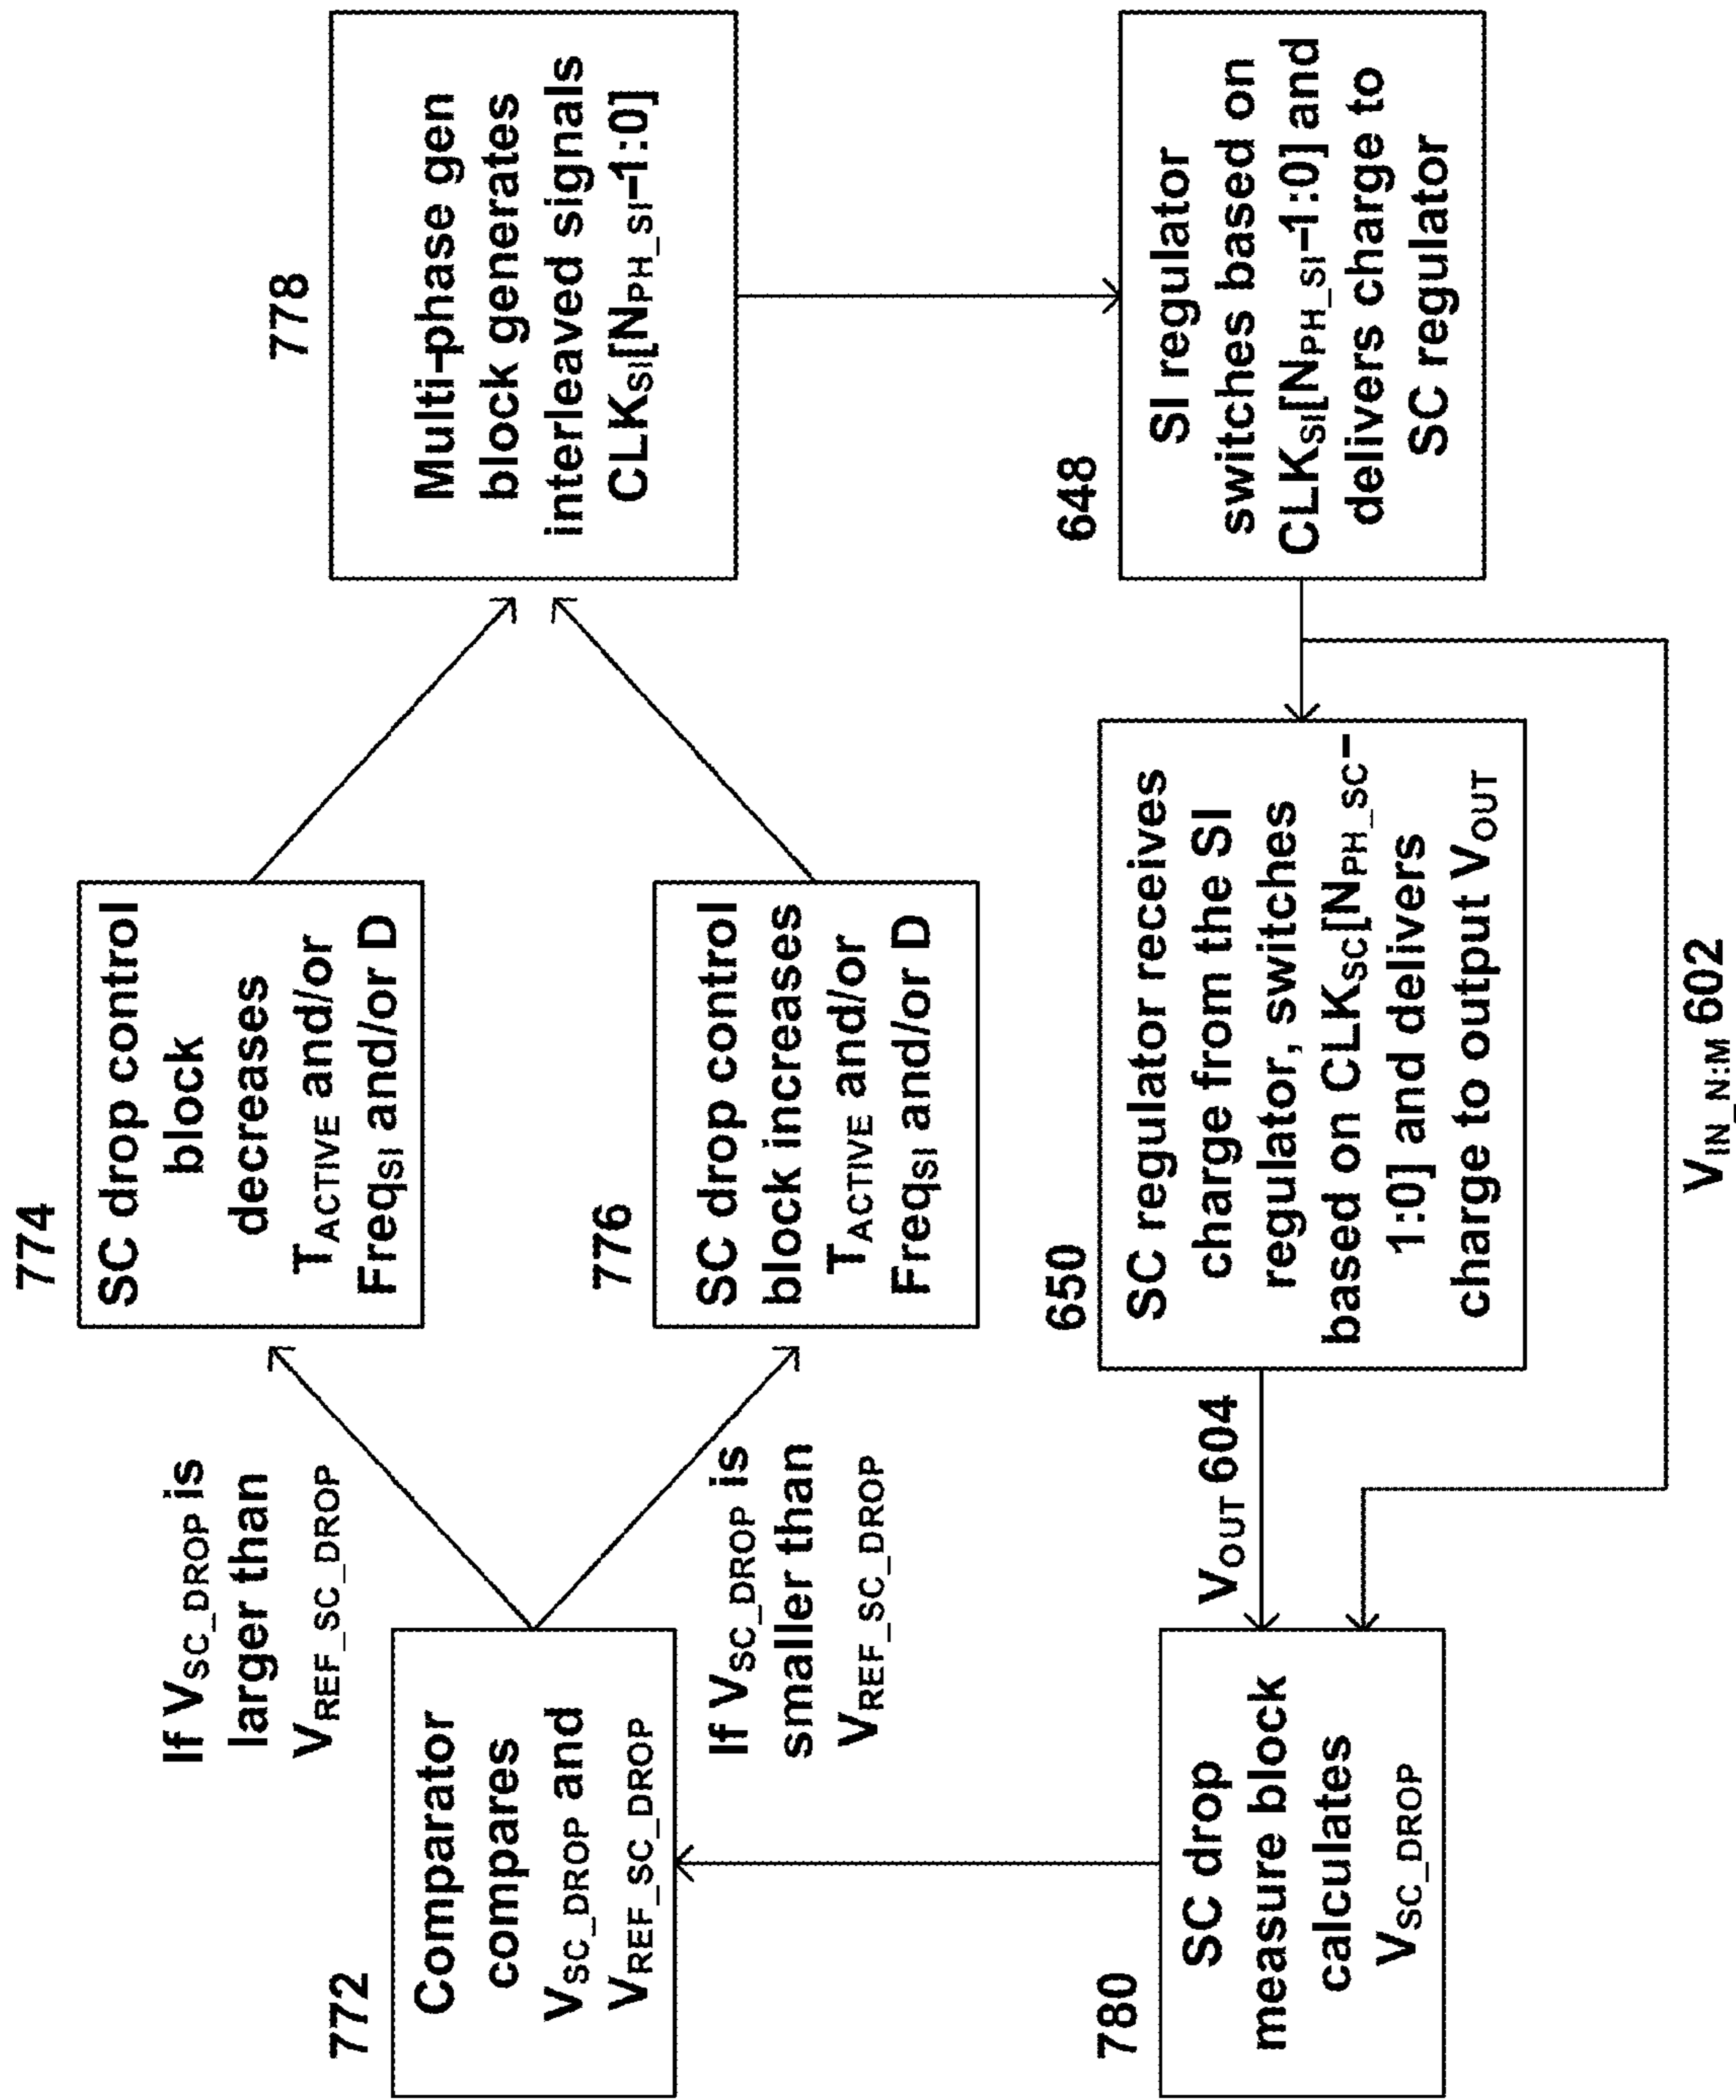 772
Comparator
compares
VSC_DROP and
VREF_SC_DROP
If VSC_DROP is
larger than
VREF_SC_DROP
If VSC_DROP is
smaller than
VREF_SC_DROP
774
SC drop control
block
decreases
TACTIVE and/or
FreqSI and/or D
776
SC drop control
block increases
TACTIVE and/or
FreqSI and/or D
778
Multi-phase gen
block generates
interleaved signals
CLKSI[NPH_SI-1:0]
648
SI regulator
switches based on
CLKSI[NPH_SI-1:0] and
delivers charge to
SC regulator
650
SC regulator receives
charge from the SI
regulator, switches
based on CLKSC[NPH_SC-
1:0] and delivers
charge to output VOUT
VOUT 604
VIN_N:M 602
780
SC drop
measure block
calculates
VSC_DROP